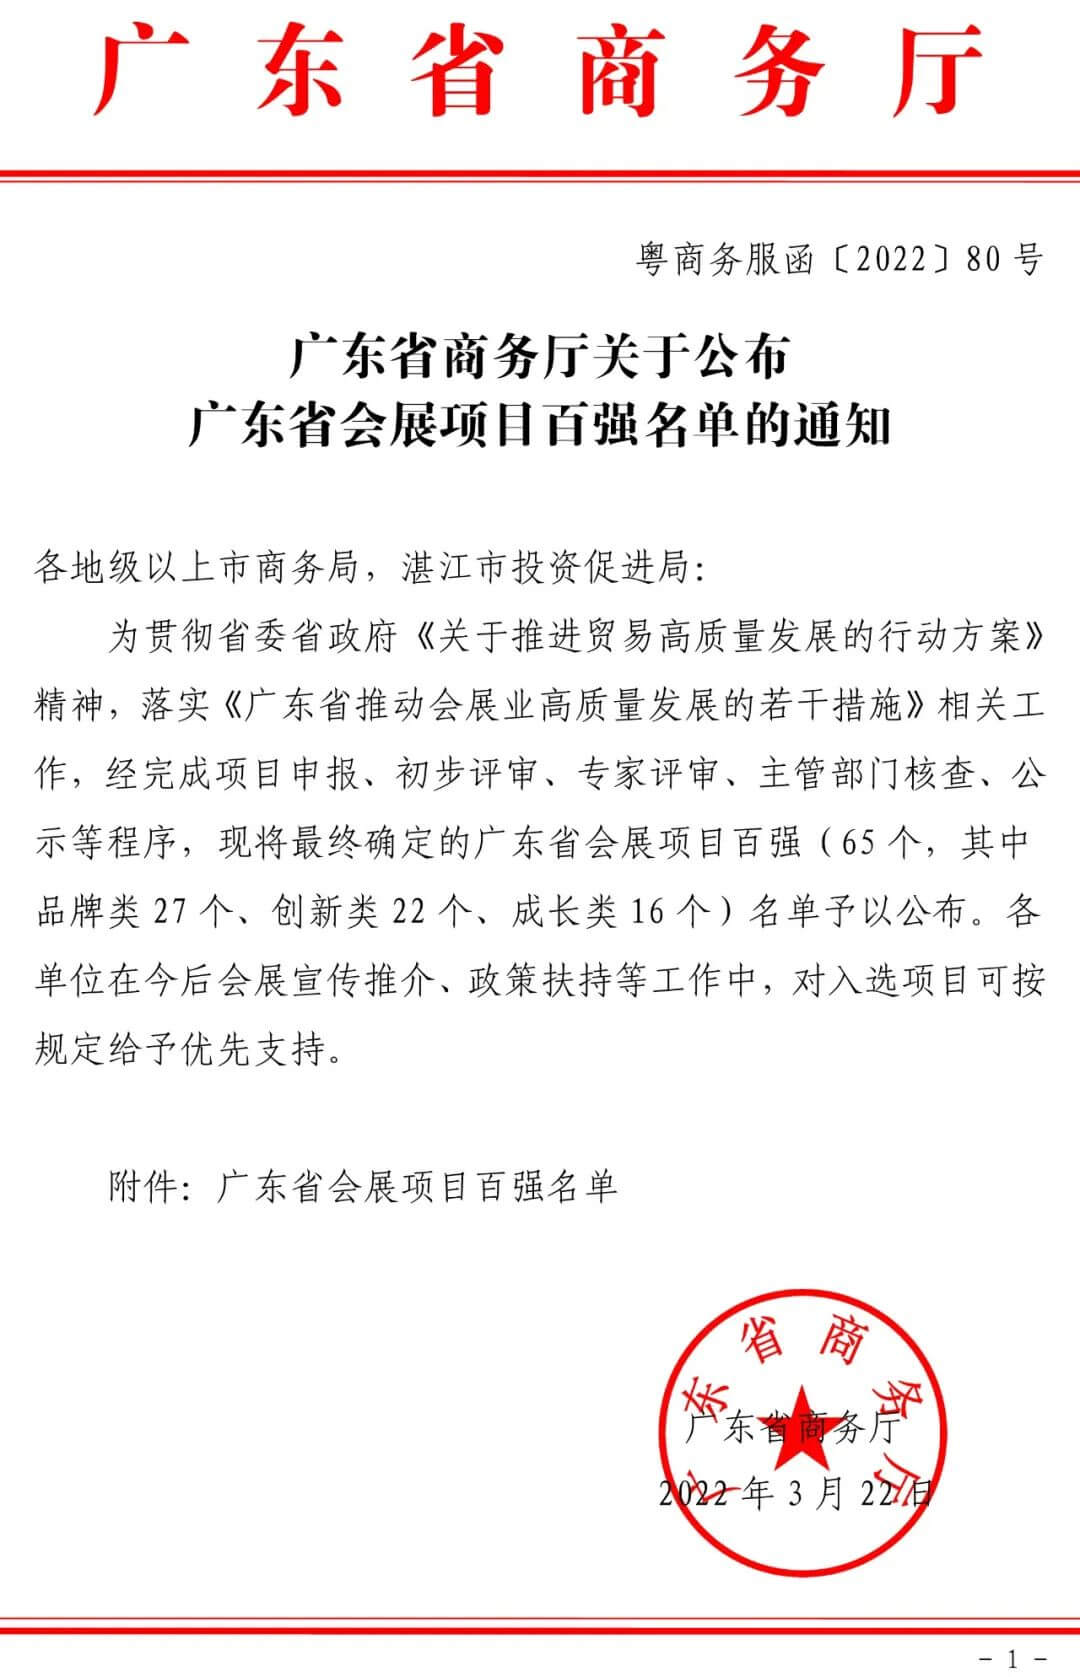 广东省商务厅
粤商务服函〔2022〕80号
广东省商务厅关于公布
广东省会展项目百强名单的通知
各地级以上市商务局，湛江市投资促进局：
为贯彻省委省政府《关于推进贸易高质量发展的行动方案》
精神，落实《广东省推动会展业高质量发展的若干措施》相关工
作，经完成项目申报、初步评审、专家评审、主管部门核查、公
示等程序，现将最终确定的广东省会展项目百强（65个，其中
品牌类27个、创新类22个、成长类16个）名单予以公布。各
单位在今后会展宣传推介、政策扶持等工作中，对入选项目可按
规定给予优先支持。
附件：广东省会展项目百强名单
广东省商务厅
广东省商务厅
2022年3月22日
- 1 -